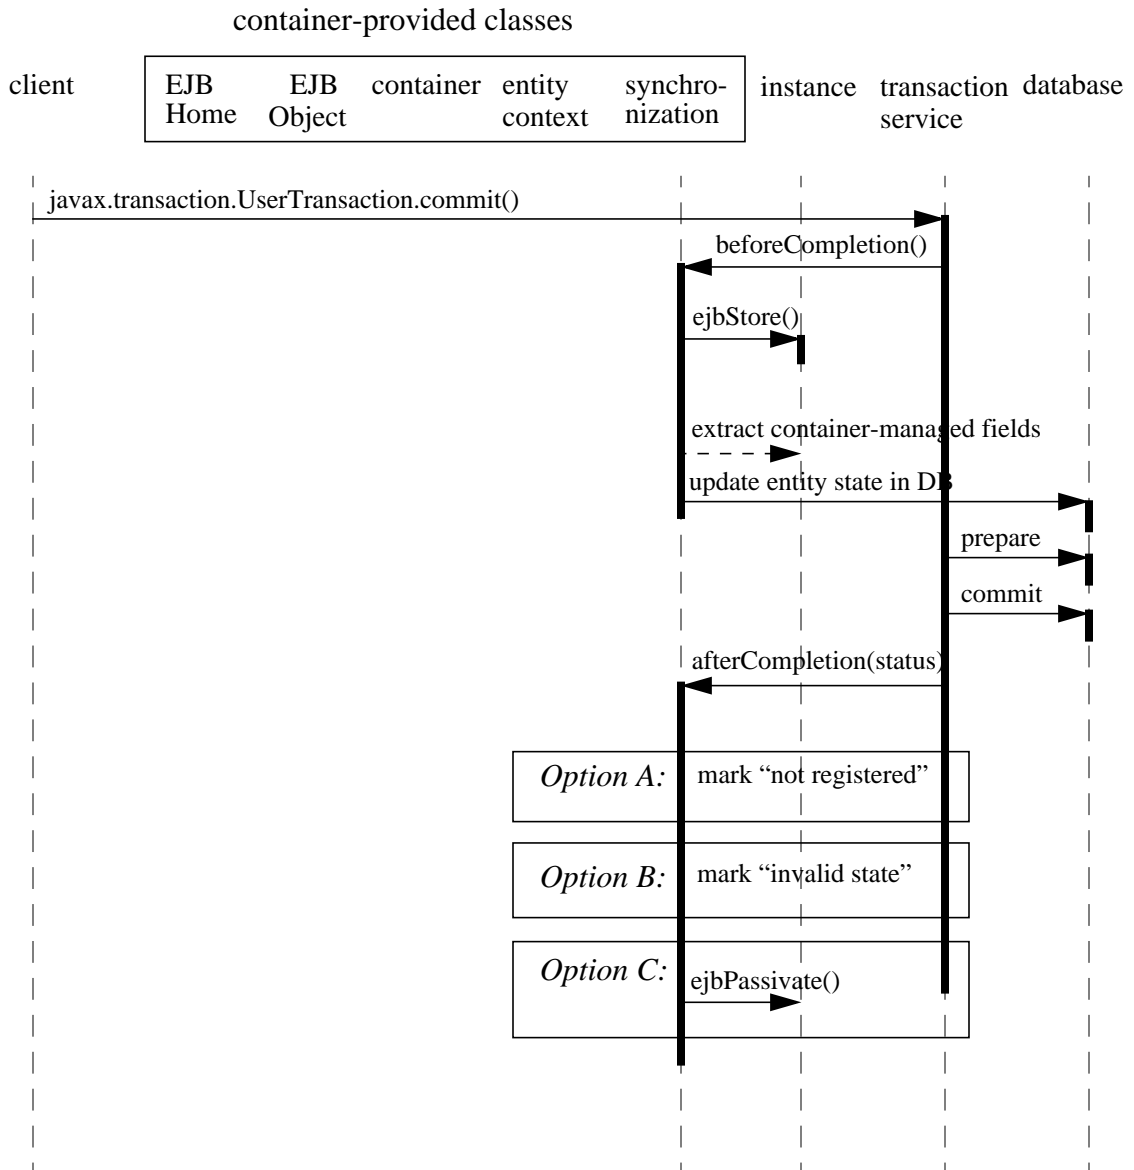 container-provided classes
client EJB EJB container entity synchro- instance transaction database
Home Object context nization service
javax.transaction.UserTransaction.commit()
beforeCompletion()
ejbStore()
extract container-managed fields
update entity state in DB
prepare
commit
afterCompletion(status)
Option A: mark “not registered”
Option B: mark “invalid state”
Option C:
ejbPassivate()